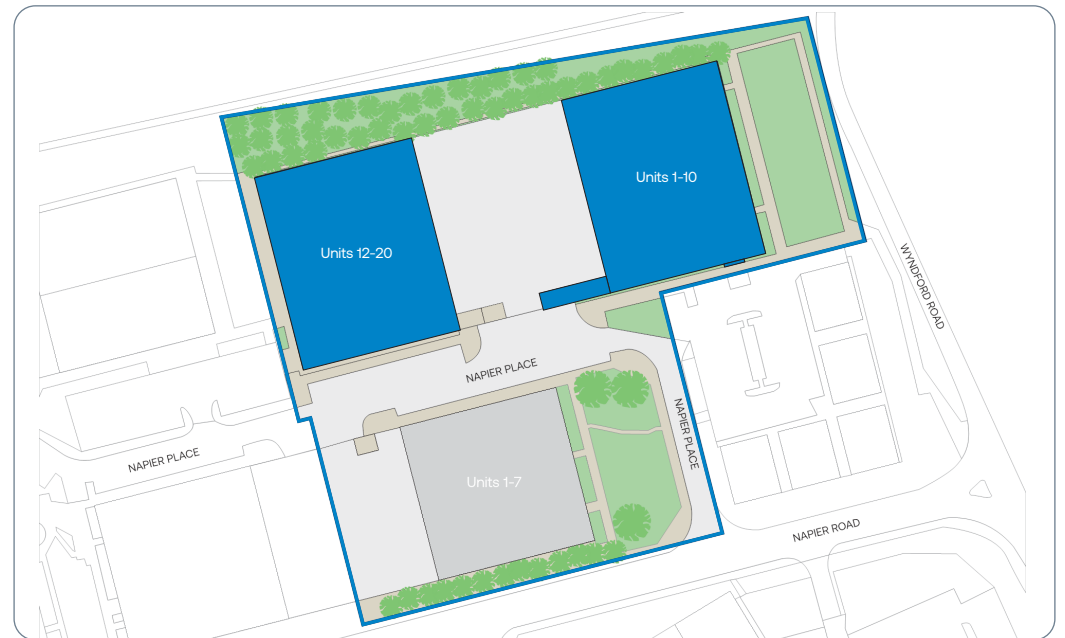 Units 1-10
Units 12-20
WYNDFORD ROAD
NAPIER PLACE
NAPIER PLACE
NAPIER PLACE
Units 1-7
NAPIER ROAD